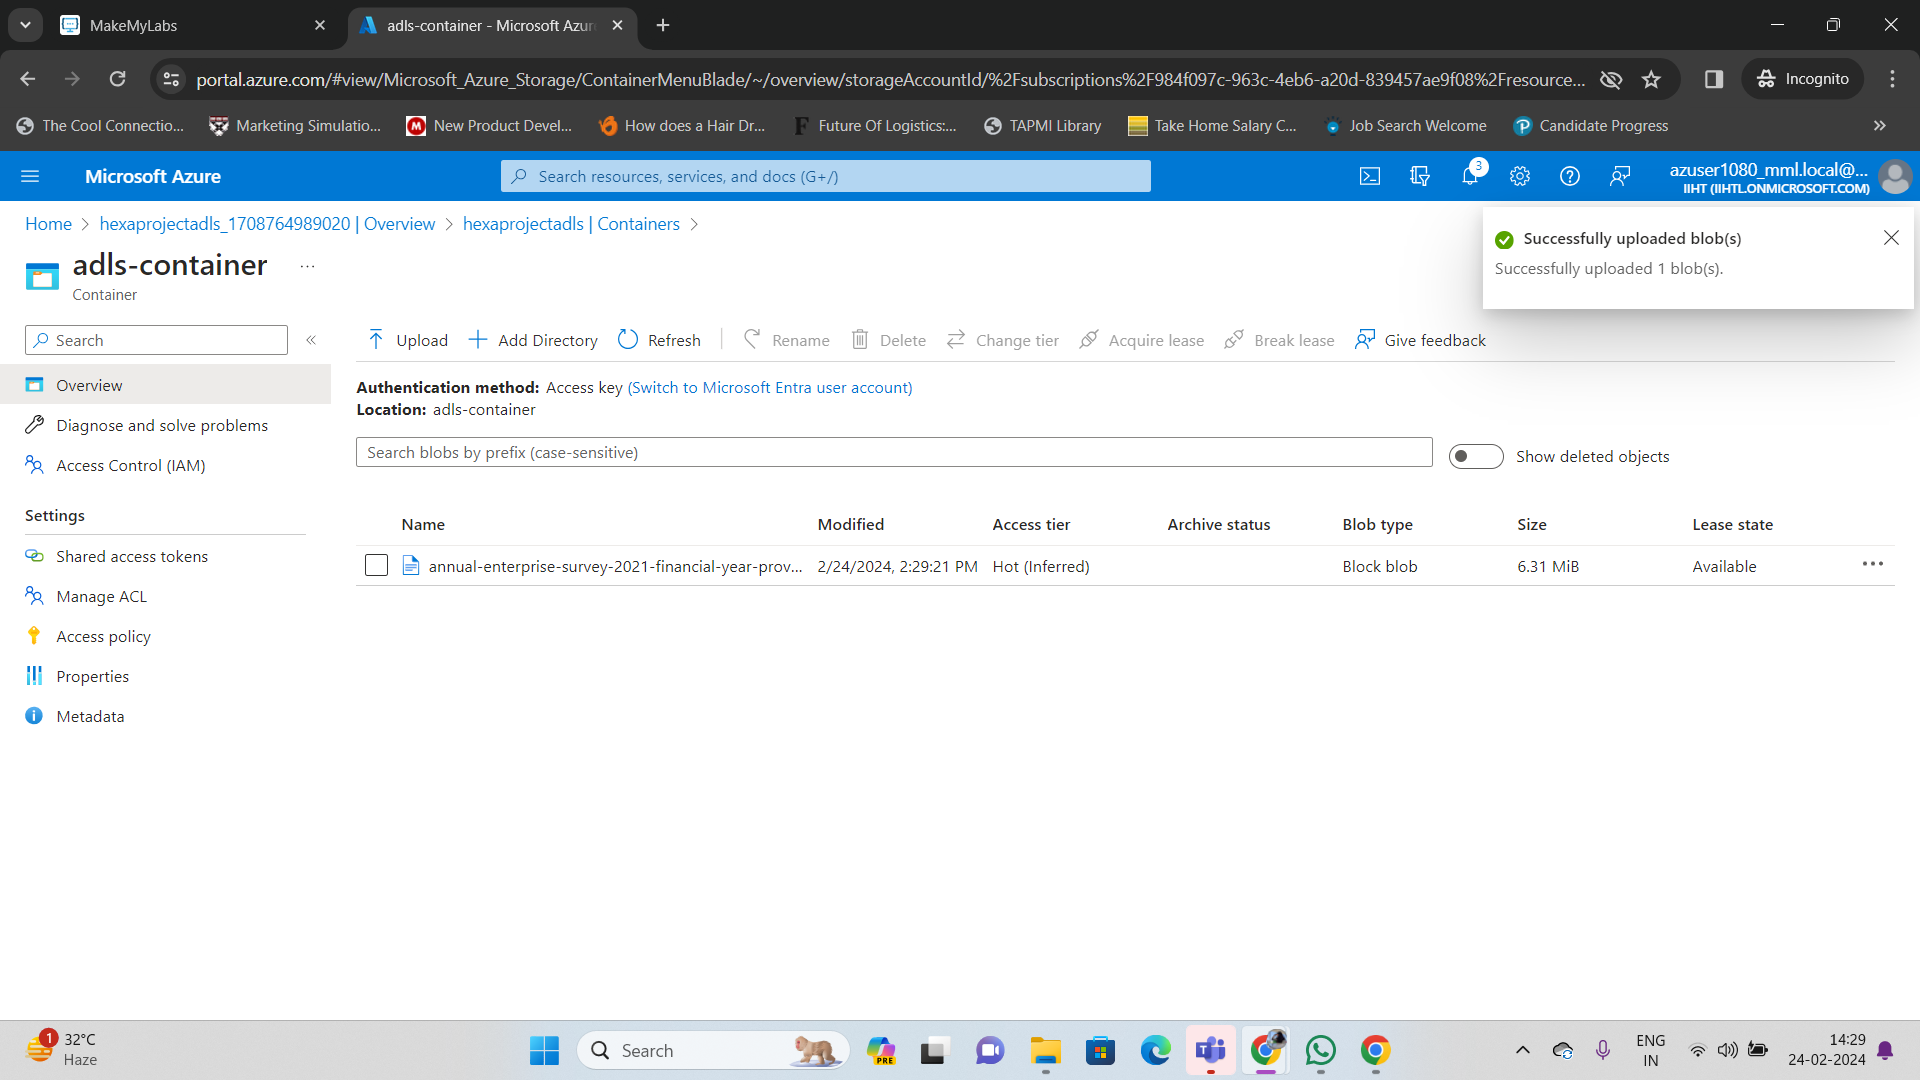 MakeMyLabs
adls-container - Microsoft Azur
portal.azure.com/#view/Microsoft_Azure_Storage/ContainerMenuBlade/~/overview/storageAccountId/%2Fsubscriptions%2F984f097c-963c-4eb6-a20d-839457ae9f08%2Fresource...
Incognito
The Cool Connectio...
Marketing Simulatio...
New Product Devel...
How does a Hair Dr...
Future Of Logistics:...
TAPMI Library
Take Home Salary C...
Job Search Welcome
Candidate Progress
Microsoft Azure
Search resources, services, and docs (G+/)
3
azuser1080_mml.local@...
IIHT (IIHTL.ONMICROSOFT.COM)
Home > hexaprojectadls_1708764989020 | Overview > hexaprojectadls | Containers >
adls-container ...
Container
Successfully uploaded blob(s)
Successfully uploaded 1 blob(s).
Search
Upload
Add Directory
Refresh
Rename
Delete
Change tier
Acquire lease
Break lease
Give feedback
Overview
Diagnose and solve problems
Access Control (IAM)
Settings
Shared access tokens
Manage ACL
Access policy
Properties
Metadata
Authentication method: Access key (Switch to Microsoft Entra user account)
Location: adls-container
Search blobs by prefix (case-sensitive)
Show deleted objects
Name Modified Access tier Archive status Blob type Size Lease state
annual-enterprise-survey-2021-financial-year-prov... 2/24/2024, 2:29:21 PM Hot (Inferred) Block blob 6.31 MiB Available
1
32°C
Haze
Search
PRE
ENG
IN
14:29
24-02-2024